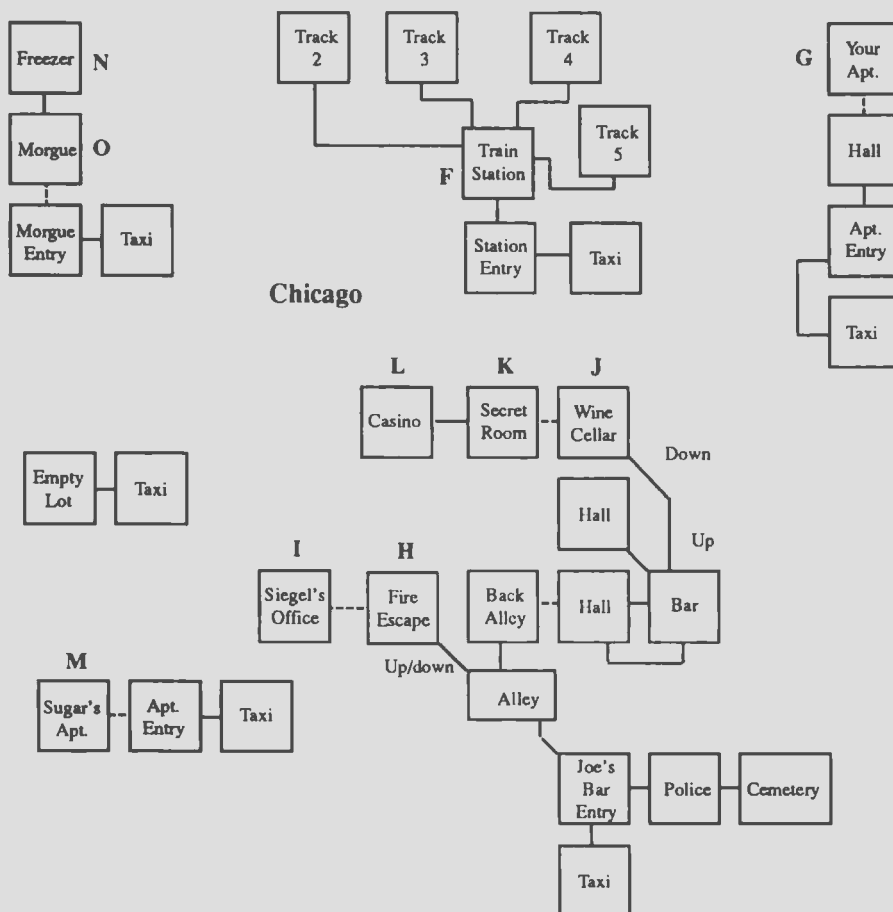 Track
2
Track
3
Track
4
Freezer
N
G
Your
Apt.
Morgue
O
Train
Station
F
Track
5
Hall
Morgue
Entry
Taxi
Station
Entry
Taxi
Apt.
Entry
Chicago
Taxi
L
K
J
Casino
Secret
Room
Wine
Cellar
Down
Empty
Lot
Taxi
Hall
Up
I
H
Siegel's
Office
Fire
Escape
Back
Alley
Hall
Bar
Up/down
M
Sugar's
Apt.
Apt.
Entry
Taxi
Alley
Joe's
Bar
Entry
Police
Cemetery
Taxi